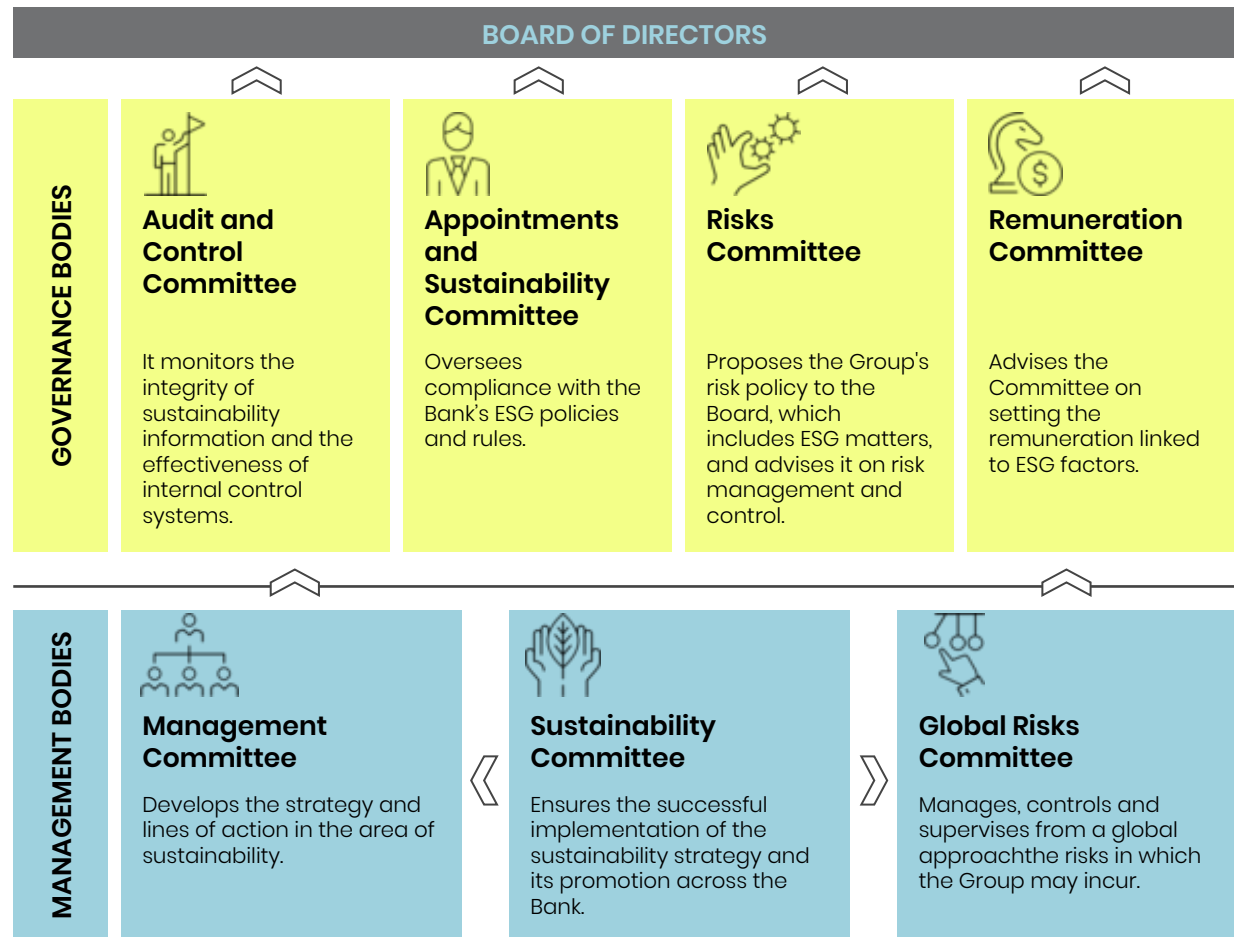 BOARD OF DIRECTORS
GOVERNANCE BODIES
Audit and
Control
Committee
It monitors the
integrity of
sustainability
information and the
effectiveness of
internal control
systems.
Appointments
and
Sustainability
Committee
Oversees
compliance with the
Bank's ESG policies
and rules.
Risks
Committee
Proposes the Group's
risk policy to the
Board, which
includes ESG matters,
and advises it on risk
management and
control.
Remuneration
Committee
Advises the
Committee on
setting the
remuneration linked
to ESG factors.
MANAGEMENT BODIES
Management
Committee
Develops the strategy and
lines of action in the area of
sustainability.
Sustainability
Committee
Ensures the successful
implementation of the
sustainability strategy and
its promotion across the
Bank.
Global Risks
Committee
Manages, controls and
supervises from a global
approachthe risks in which
the Group may incur.